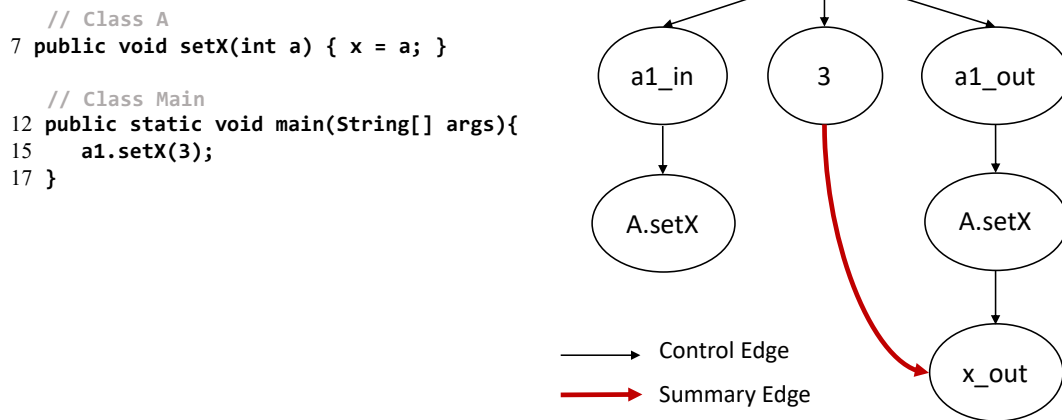 // Class A
7 public void setX(int a) { x = a; }
// Class Main
12 public static void main(String[] args){
15 a1.setX(3);
17 }
a1_in
3
a1_out
A.setX
A.setX
x_out
Control Edge
Summary Edge